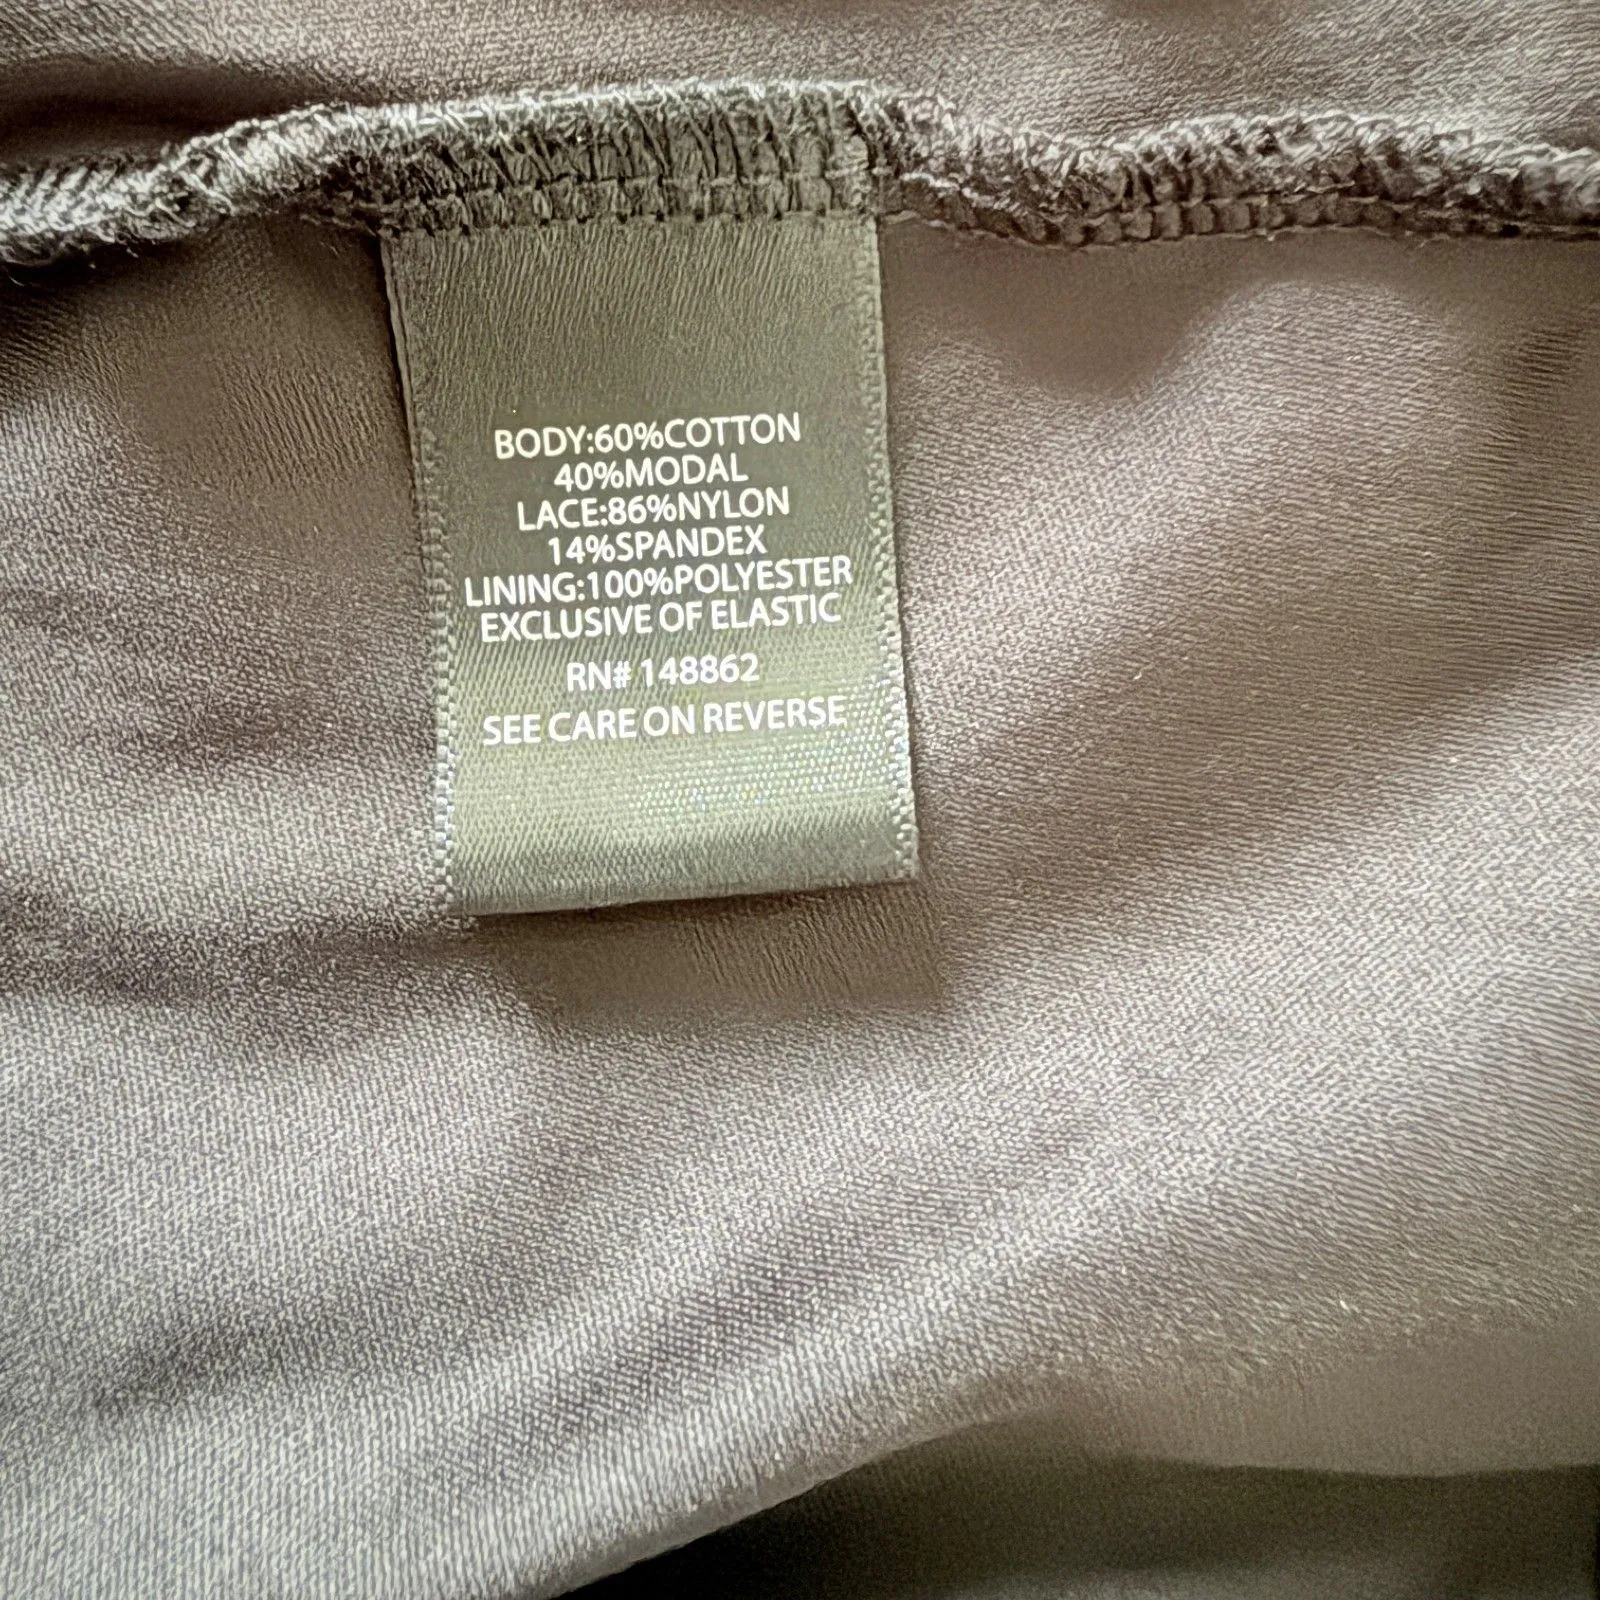 BODY:60%COTTON
40%MODAL
LACE:86%NYLON
14%SPANDEX
LINING:100%POLYESTER
EXCLUSIVE OF ELASTIC
RN# 148862
SEE CARE ON REVERSE